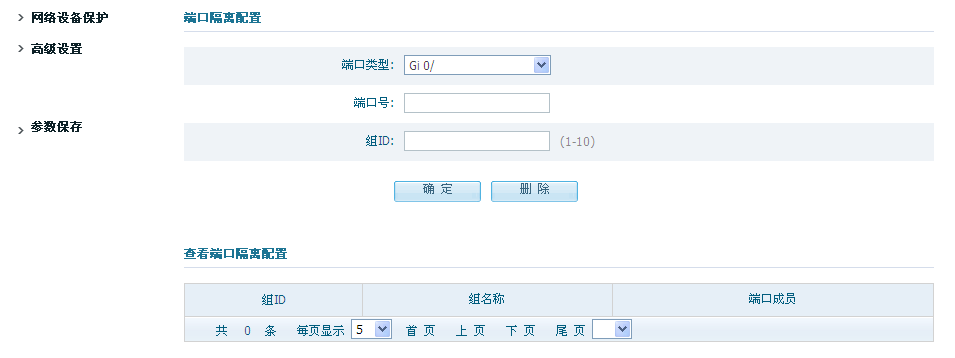 网络设备保护
高级设置
参数保存
端口隔离配置
端口类型: Gi 0/
端口号:
组ID: (1-10)
确 定 删 除
查看端口隔离配置
组ID 组名称 端口成员
共 0 条 每页显示 5 首 页 上 页 下 页 尾 页